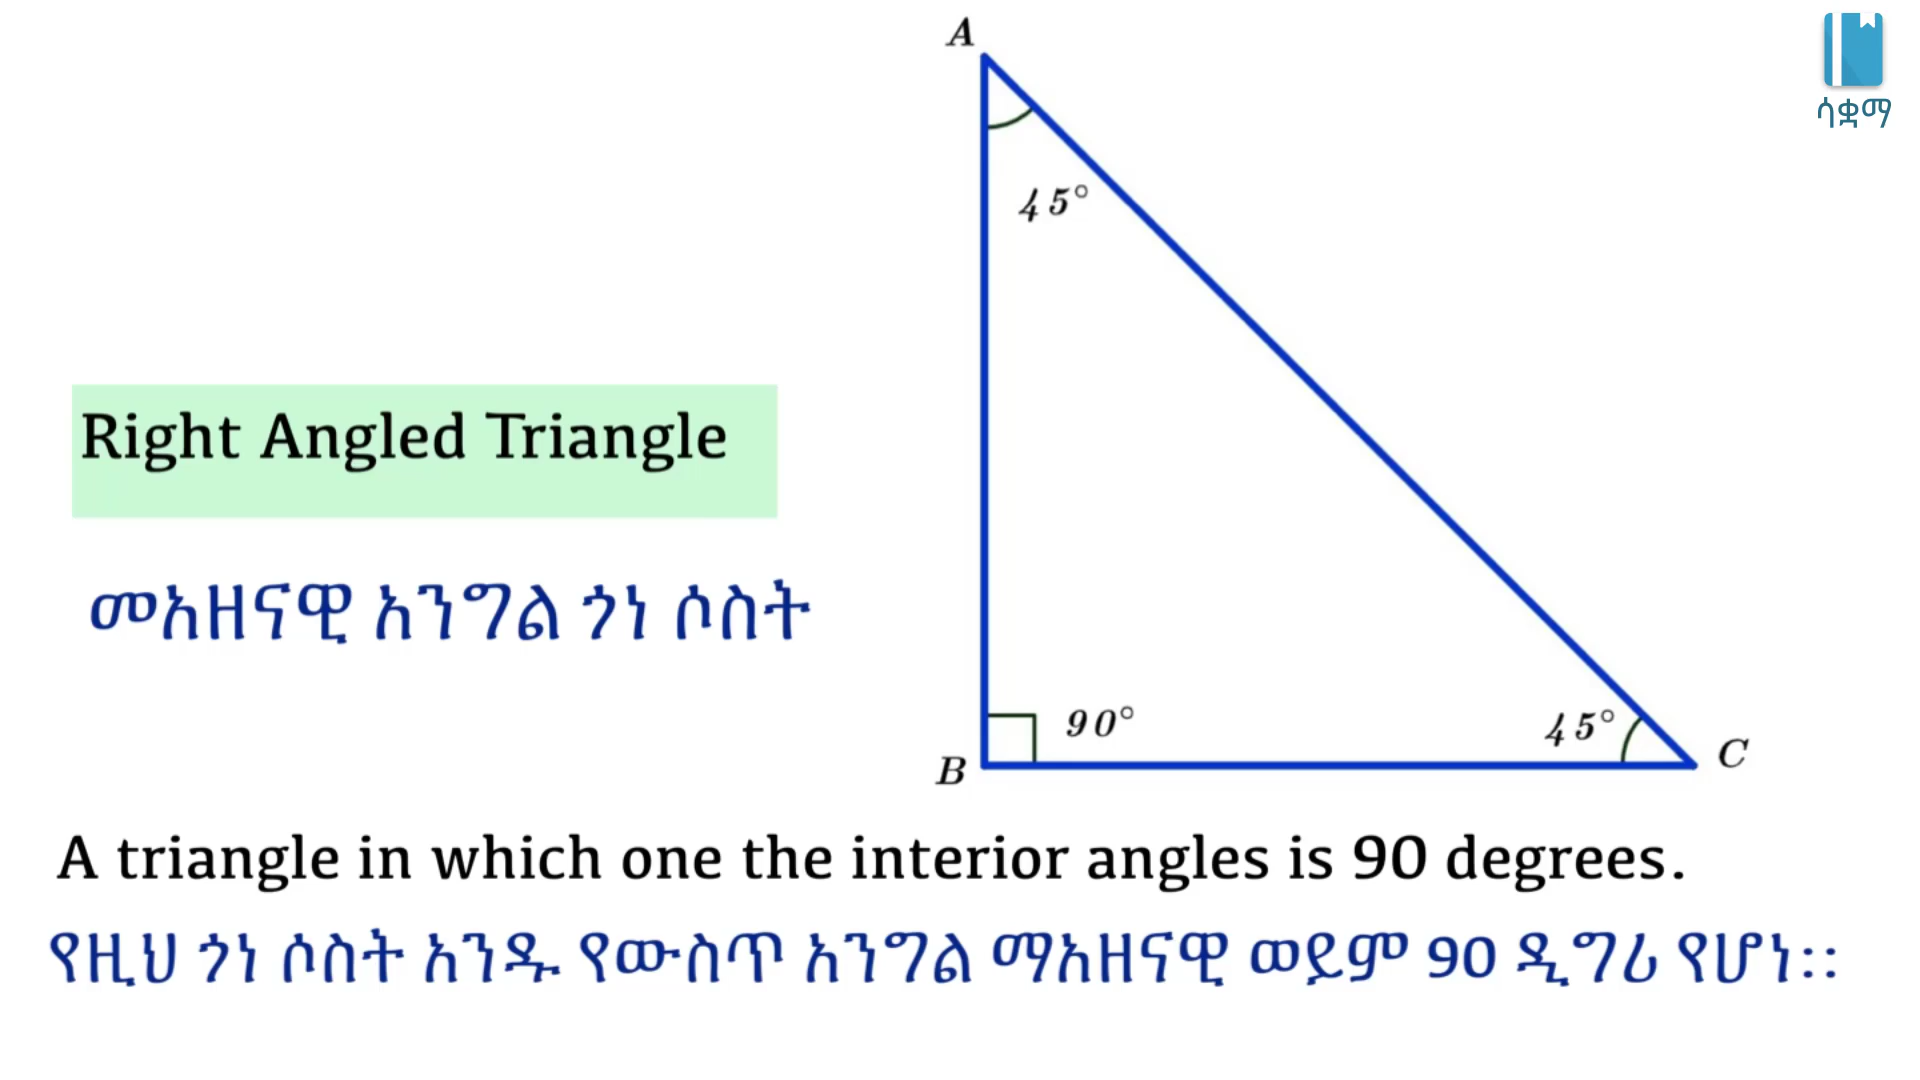 A
ሳቋማ
45°
Right Angled Triangle
መአዘናዊ አንግል ጎነ ሶስት
90°
45°
B
C
A triangle in which one the interior angles is 90 degrees.
የዚህ ጎነ ሶስት አንዱ የውስጥ አንግል ማአዘናዊ ወይም 90 ዲግሪ የሆነ::